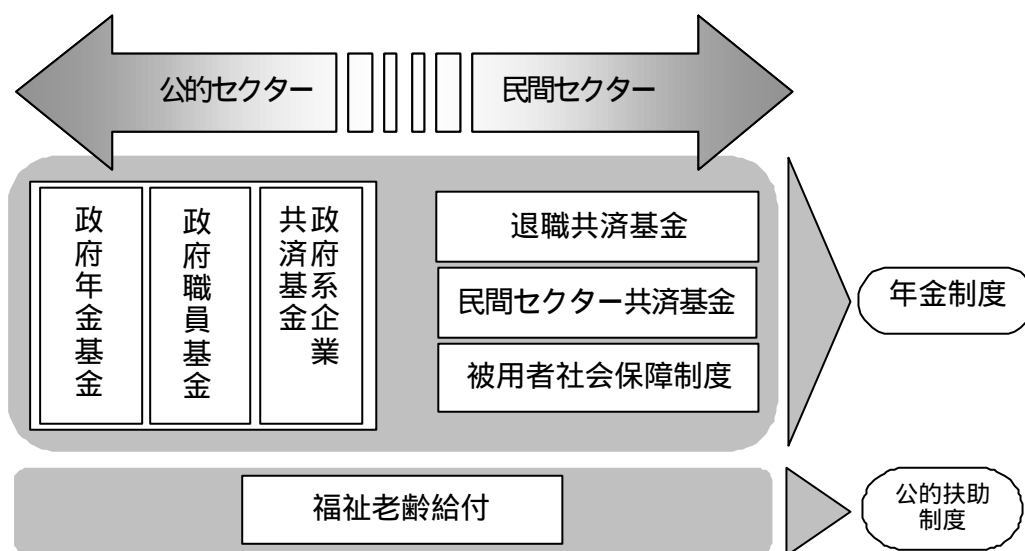 公的セクター
民間セクター
政府年金基金
政府職員基金
政府系企業
共済基金
退職共済基金
民間セクター共済基金
被用者社会保障制度
年金制度
福祉老齢給付
公的扶助
制度